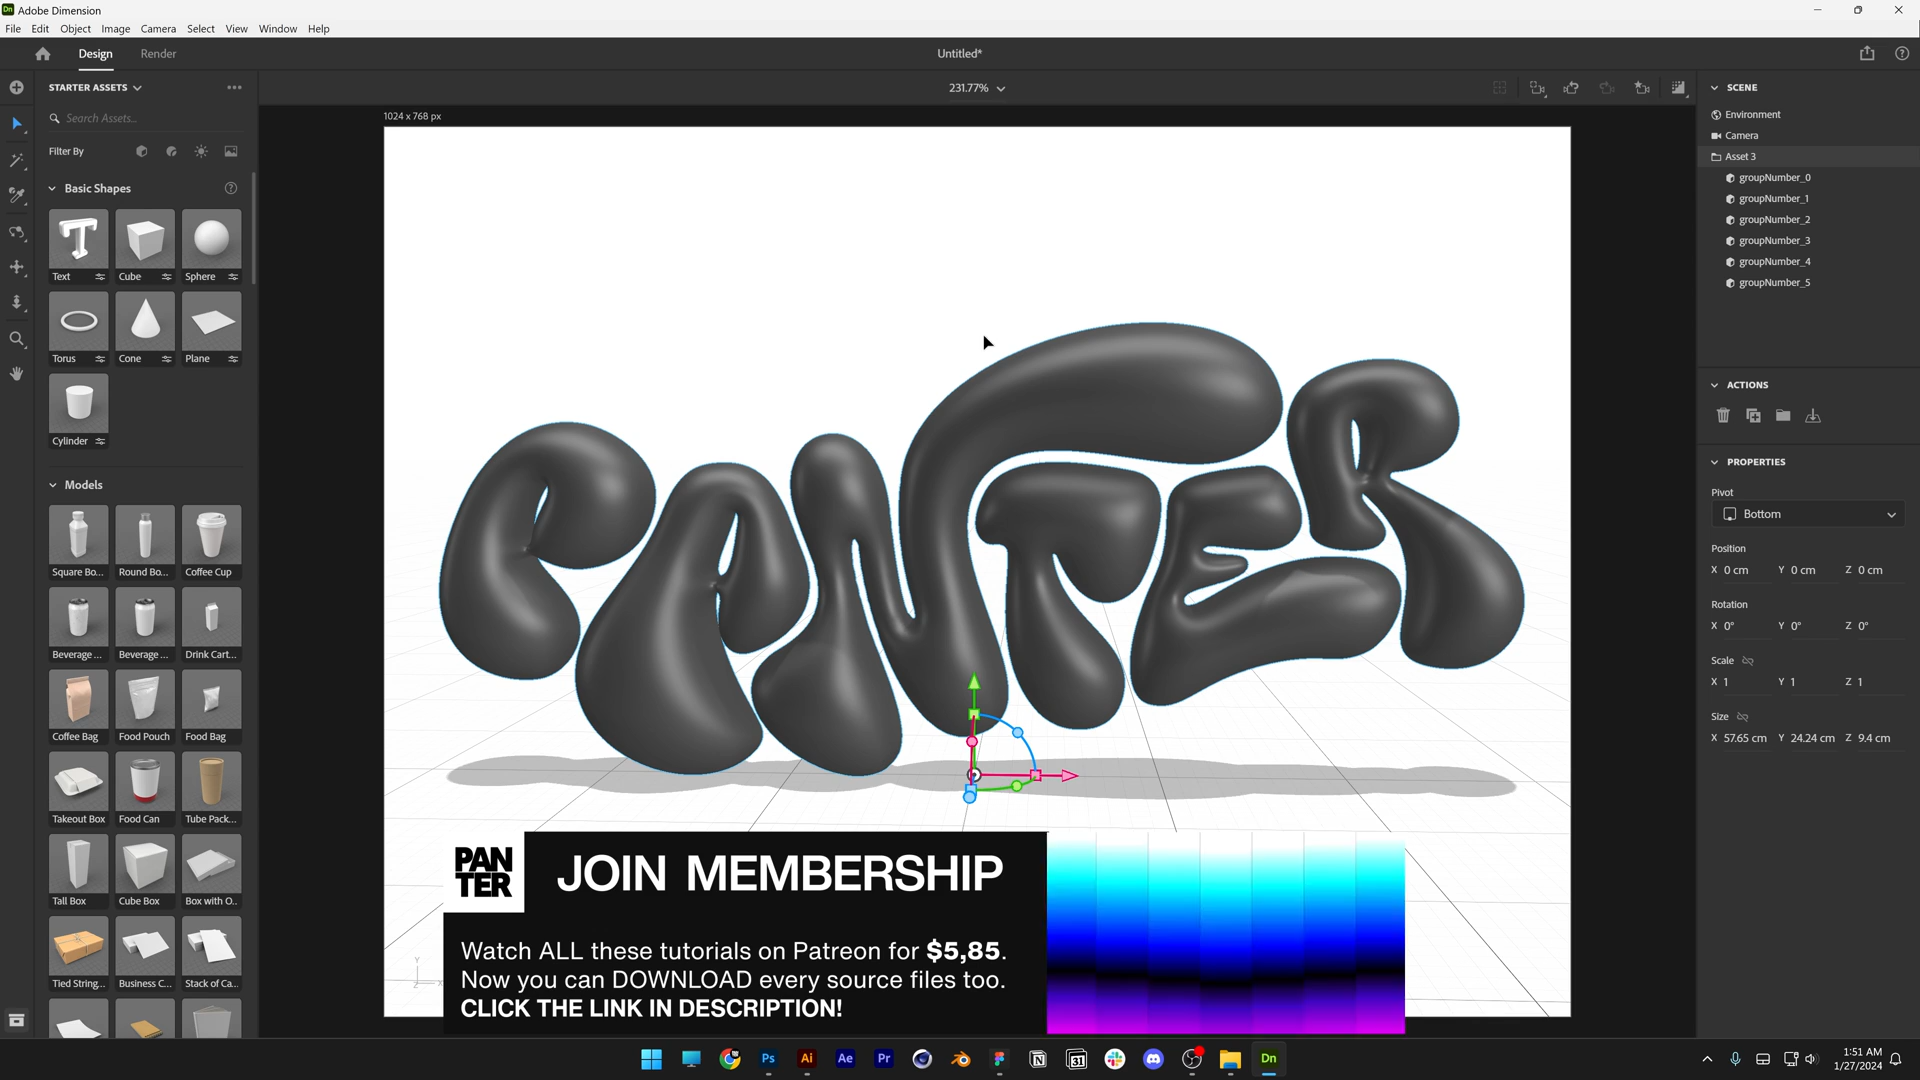 Dn Adobe Dimension
File Edit Object Image Camera Select View Window Help
Design Render Untitled*
STARTER ASSETS
Search Assets...
Filter By
Basic Shapes
Text Cube Sphere
Torus Cone Plane
Cylinder
Models
Square Bo... Round Bo... Coffee Cup
Beverage ... Beverage ... Drink Cart...
Coffee Bag Food Pouch Food Bag
Takeout Box Food Can Tube Pack...
Tall Box Cube Box Box with O..
Tied String... Business C... Stack of Ca...
231.77%
1024 x 768 px
PANTER
Y
X
Z
PAN
TER
JOIN MEMBERSHIP
Watch ALL these tutorials on Patreon for $5,85.
Now you can DOWNLOAD every source files too.
CLICK THE LINK IN DESCRIPTION!
SCENE
Environment
Camera
Asset 3
groupNumber_0
groupNumber_1
groupNumber_2
groupNumber_3
groupNumber_4
groupNumber_5
ACTIONS
PROPERTIES
Pivot
Bottom
Position
X 0 cm Y 0 cm Z 0 cm
Rotation
X 0° Y 0° Z 0°
Scale
X 1 Y 1 Z 1
Size
X 57.65 cm Y 24.24 cm Z 9.4 cm
Ps Ai Ae Pr N 31 Dn
1:51 AM
1/27/2024